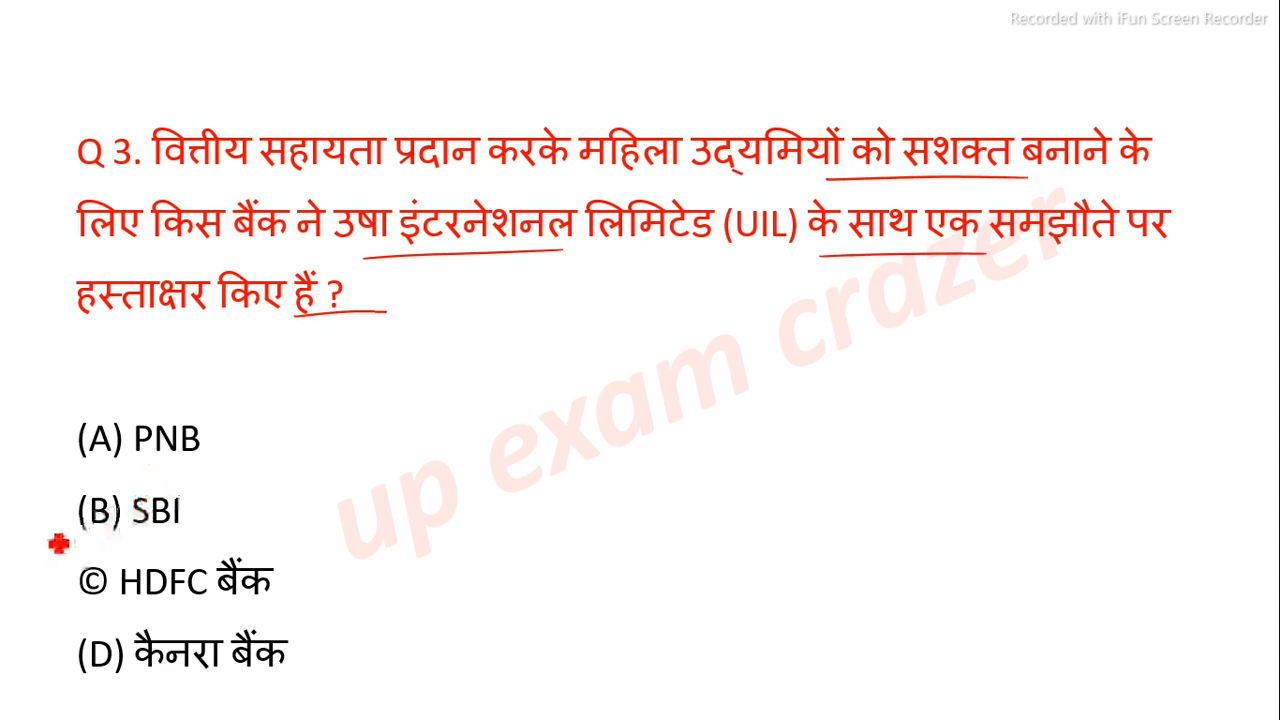 Recorded with iFun Screen Recorder
Q 3. वित्तीय सहायता प्रदान करके महिला उद्यमियों को सशक्त बनाने के
लिए किस बैंक ने उषा इंटरनेशनल लिमिटेड (UIL) के साथ एक समझौते पर
हस्ताक्षर किए हैं ?
up exam crazer
(A) PNB
(B) SBI
© HDFC बैंक
(D) कैनरा बैंक